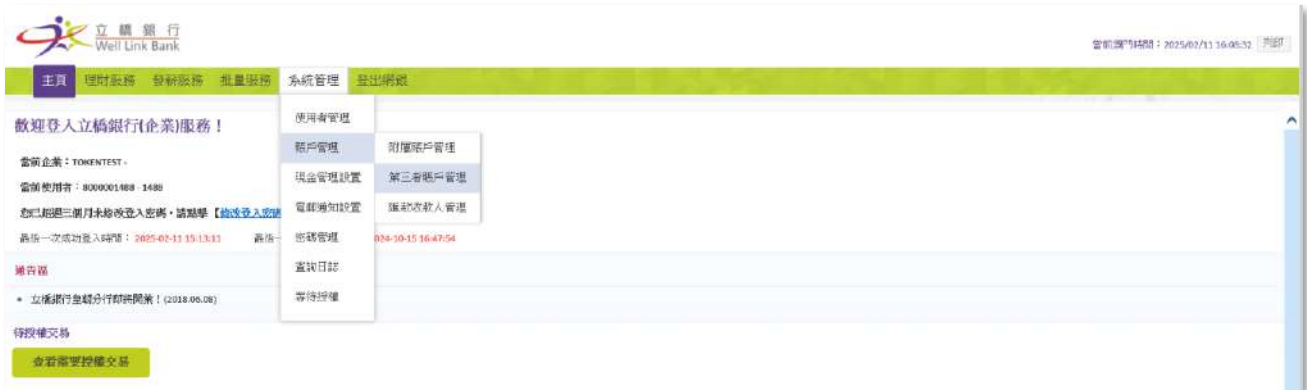 立橋銀行
Well Link Bank
當前澳門時間：2025/02/11 16:08:32 列印
主頁 理財服務 發薪服務 批量服務 系統管理 登出網銀
歡迎登入立橋銀行(企業)服務！
當前企業：TOKENTEST -
當前使用者：8000001488 - 1488
您已超過三個月未修改登入密碼，請點擊【修改登入密碼
最後一次成功登入時間：2025-02-11 15:13:11 最後一
024-10-15 16:47:54
使用者管理
賬戶管理
現金管理設置
電郵通知設置
密碼管理
查詢日誌
等待授權
附屬賬戶管理
第三者賬戶管理
匯款收款人管理
通告區
立橋銀行皇朝分行即將開業！(2018.06.08)
待授權交易
查看需要授權交易